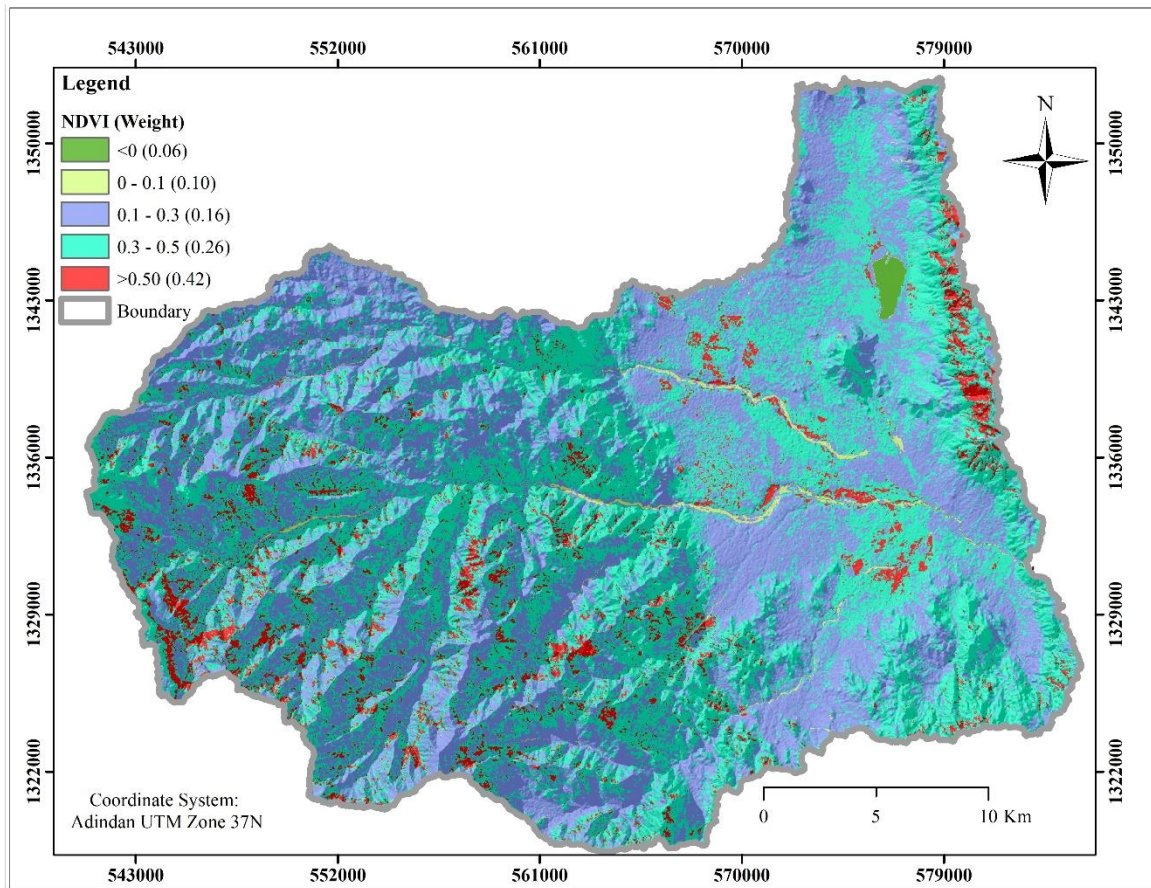 543000 552000 561000 570000 579000
Legend
NDVI (Weight)
<0 (0.06)
0 - 0.1 (0.10)
0.1 - 0.3 (0.16)
0.3 - 0.5 (0.26)
>0.50 (0.42)
Boundary
N
1350000 1350000
1343000 1343000
1336000 1336000
1329000 1329000
1322000 1322000
Coordinate System:
Adindan UTM Zone 37N
0 5 10 Km
543000 552000 561000 570000 579000